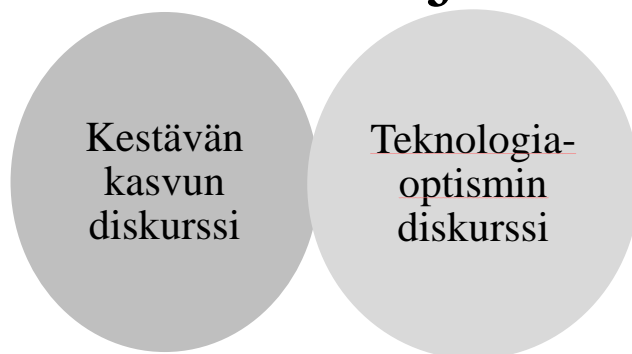 Kestävän
kasvun
diskurssi
Teknologia-
optismin
diskurssi